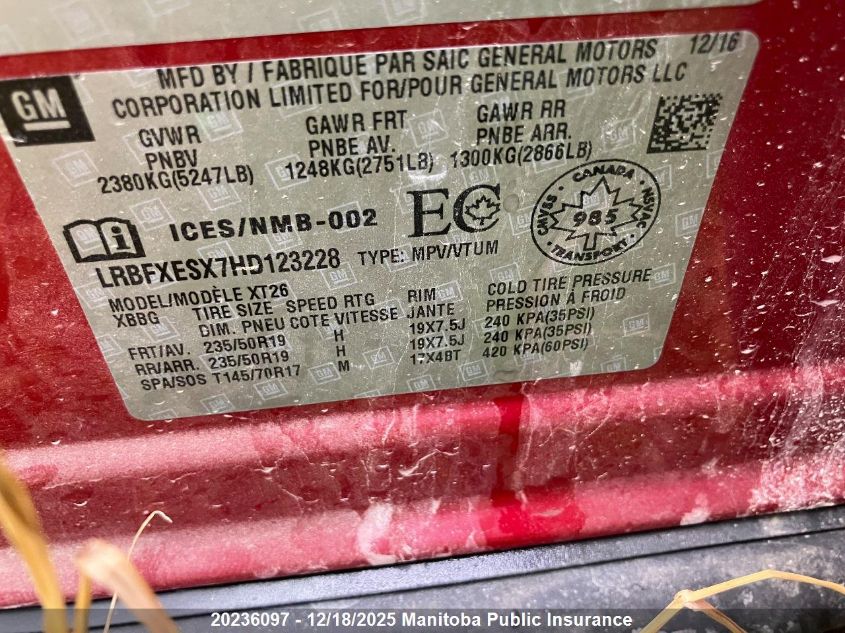 GM
MFD BY / FABRIQUE PAR SAIC GENERAL MOTORS 12/16
CORPORATION LIMITED FOR/POUR GENERAL MOTORS LLC
GVWR GAWR FRT GAWR RR
PNBV PNBE AV. PNBE ARR.
2380KG(5247LB) 1248KG(2751LB) 1300KG(2866LB)
ICES/NMB-002 EC
CANADA
CMVSS 985 NSVAC
TRANSPORT
LRBFXESX7HD123228 TYPE: MPV/VTUM
MODEL/MODÈLE XT26
XBBG TIRE SIZE SPEED RTG RIM COLD TIRE PRESSURE
DIM. PNEU COTE VITESSE JANTE PRESSION À FROID
FRT/AV. 235/50R19 H 19X7.5J 240 KPA(35PSI)
RR/ARR. 235/50R19 H 19X7.5J 240 KPA(35PSI)
SPA/SOS T145/70R17 M 17X4BT 420 KPA(60PSI)
20236097 - 12/18/2025 Manitoba Public Insurance